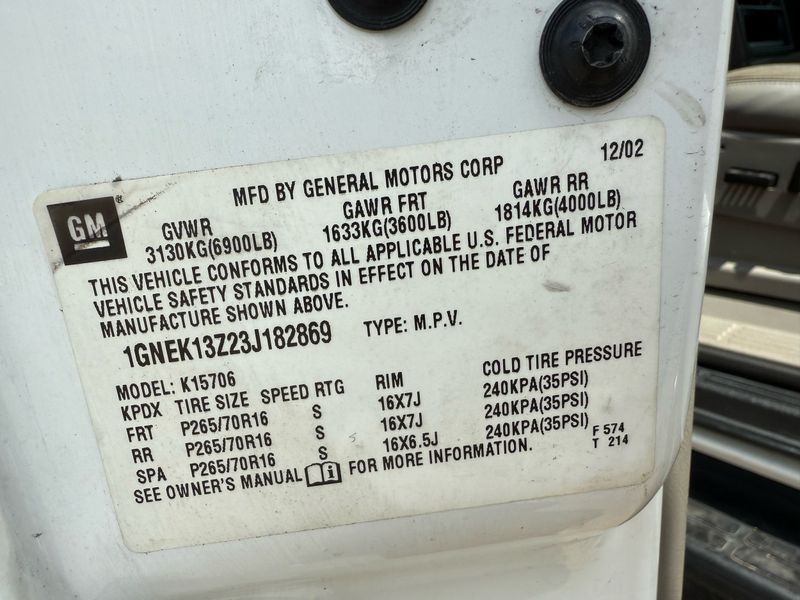 12/02
MFD BY GENERAL MOTORS CORP
GM ®
GVWR GAWR FRT GAWR RR
3130KG(6900LB) 1633KG(3600LB) 1814KG(4000LB)
THIS VEHICLE CONFORMS TO ALL APPLICABLE U.S. FEDERAL MOTOR
VEHICLE SAFETY STANDARDS IN EFFECT ON THE DATE OF
MANUFACTURE SHOWN ABOVE.
1GNEK13Z23J182869 TYPE: M.P.V.
MODEL: K15706
KPDX TIRE SIZE SPEED RTG RIM COLD TIRE PRESSURE
FRT P265/70R16 S 16X7J 240KPA(35PSI)
RR P265/70R16 S 16X7J 240KPA(35PSI)
SPA P265/70R16 S 16X6.5J 240KPA(35PSI)
SEE OWNER'S MANUAL i FOR MORE INFORMATION.
F 574
T 214